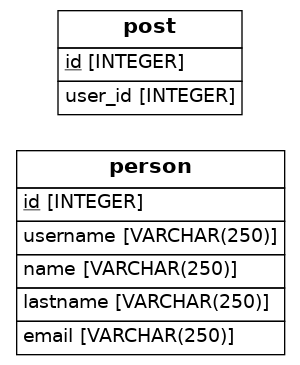 post
id [INTEGER]
user_id [INTEGER]
person
id [INTEGER]
username [VARCHAR(250)]
name [VARCHAR(250)]
lastname [VARCHAR(250)]
email [VARCHAR(250)]